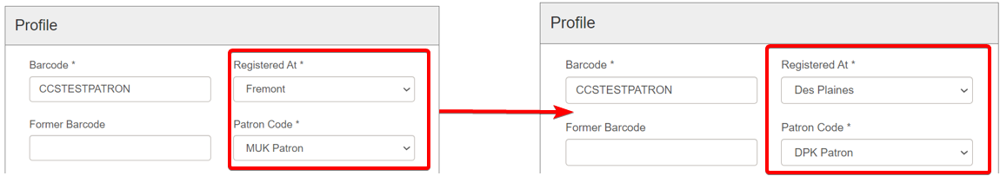 Profile
Barcode *
Registered At *
CCSTESTPATRON
Fremont
Former Barcode
Patron Code *
MUK Patron
Profile
Barcode *
Registered At *
CCSTESTPATRON
Des Plaines
Former Barcode
Patron Code *
DPK Patron